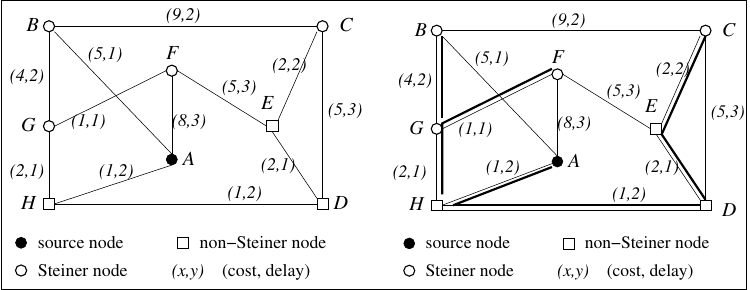 B (9,2) C
(5,1) F
(4,2) (2,2)
(5,3) E
G (1,1) (8,3) (5,3)
(2,1) (1,2) A (2,1)
H (1,2) D
source node non−Steiner node
Steiner node (x,y) (cost, delay)
B (9,2) C
(5,1) F
(4,2) (2,2)
(5,3) E
G (1,1) (8,3) (5,3)
(2,1) (1,2) A (2,1)
H (1,2) D
source node non−Steiner node
Steiner node (x,y) (cost, delay)